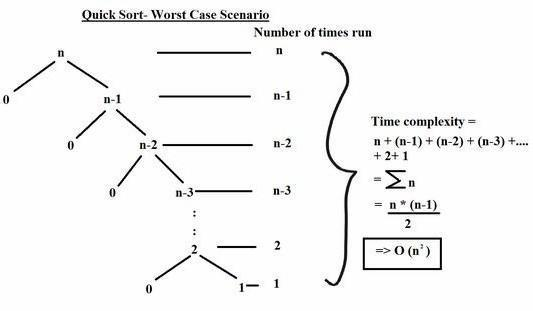 Quick Sort- Worst Case Scenario
Number of times run
n n
0 n-1 n-1
0 n-2 n-2
0 n-3 n-3
:
:
2 2
0 1 1
Time complexity =
n + (n-1) + (n-2) + (n-3) +....
+ 2+ 1
= ∑n
= n * (n-1)
2
=> O (n²)